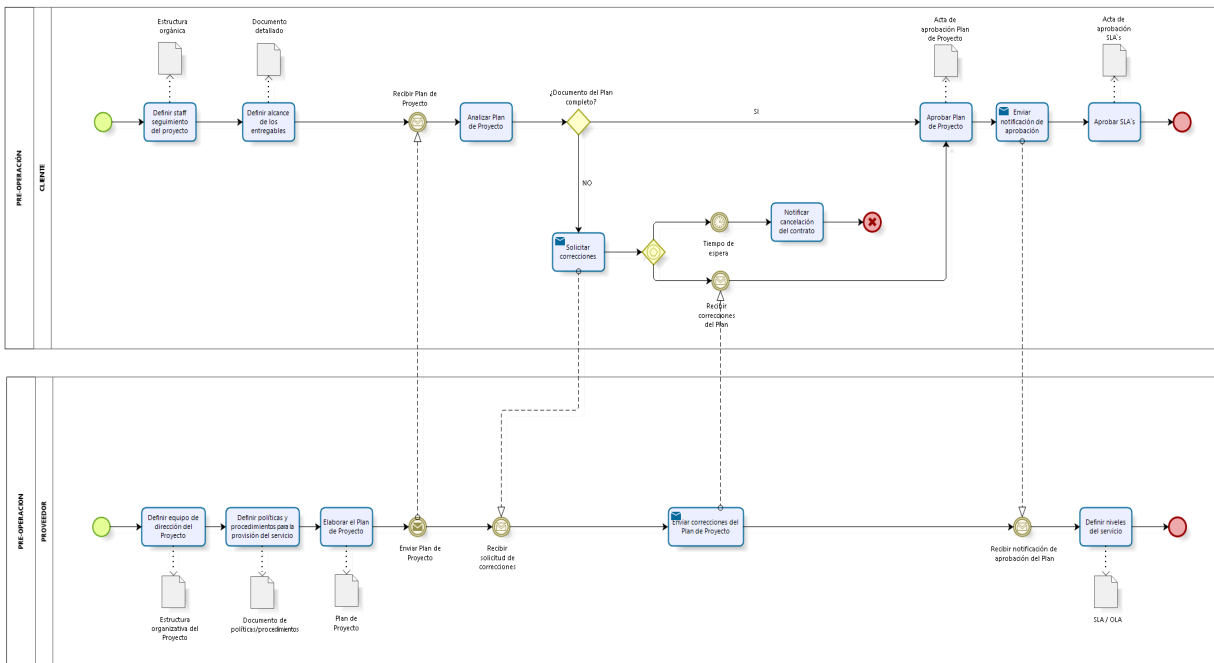 PRE-OPERACIÓN
CLIENTE
Estructura
orgánica
Documento
detallado
Definir staff
seguimiento
del proyecto
Definir alcance
de los
entregables
Recibir Plan de
Proyecto
Analizar Plan
de Proyecto
¿Documento del Plan
completo?
SI
NO
Solicitar
correcciones
Tiempo de
espera
Notificar
cancelación
del contrato
Recibir
correcciones
del Plan
Acta de
aprobación Plan
de Proyecto
Aprobar Plan
de Proyecto
Enviar
notificación de
aprobación
Acta de
aprobación
SLA's
Aprobar SLA's
PRE-OPERACION
PROVEEDOR
Definir equipo de
dirección del
Proyecto
Definir políticas y
procedimientos para la
provisión del servicio
Elaborar el Plan
de Proyecto
Enviar Plan de
Proyecto
Recibir
solicitud de
correcciones
Enviar correcciones del
Plan de Proyecto
Recibir notificación de
aprobación del Plan
Definir niveles
del servicio
Estructura
organizativa del
Proyecto
Documento de
políticas/procedimientos
Plan de
Proyecto
SLA / OLA